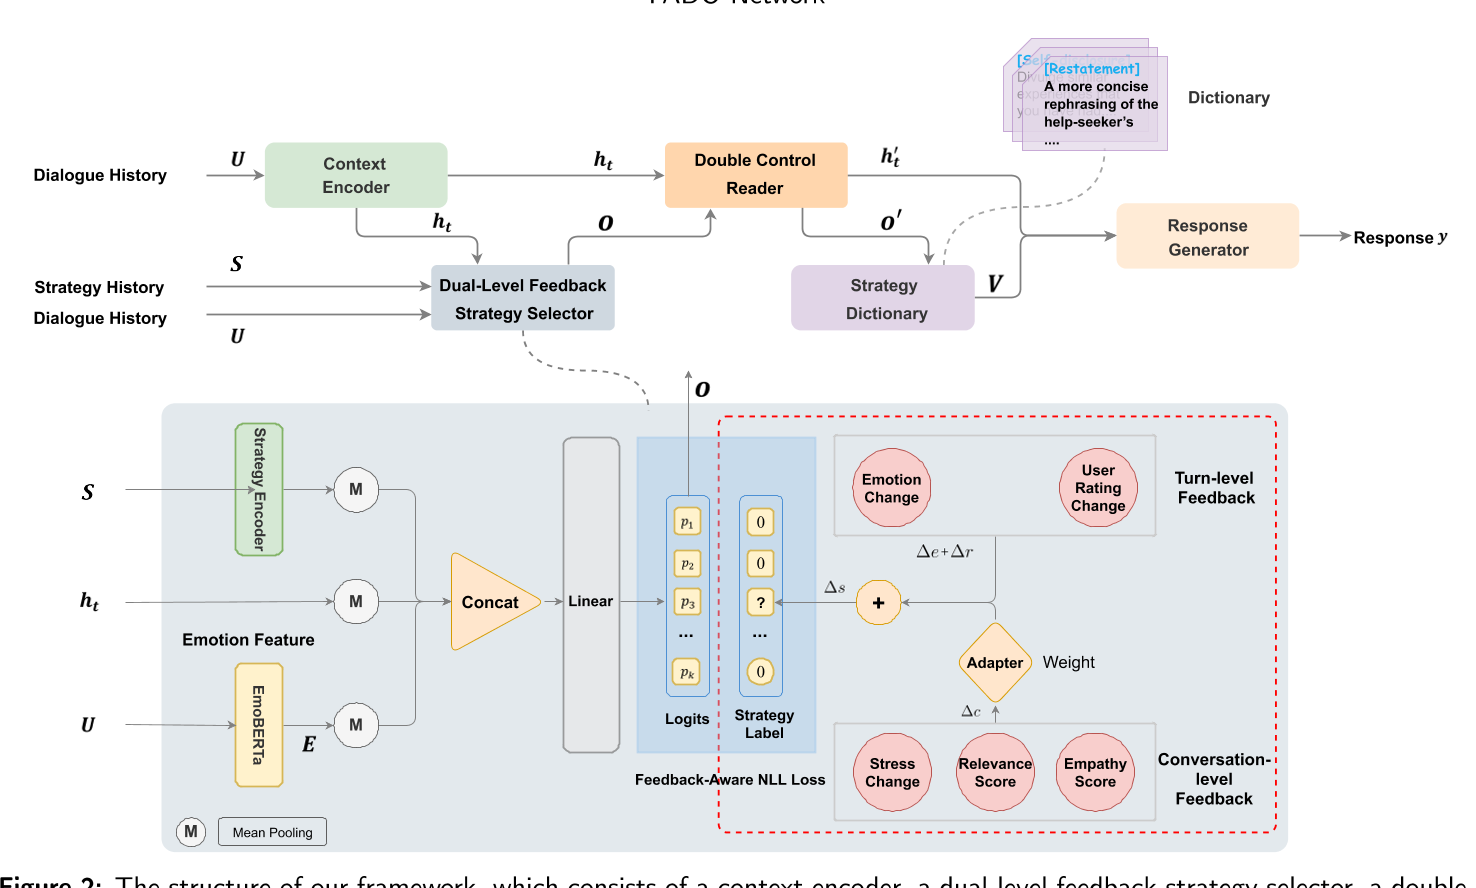 [Restatement]
A more concise
rephrasing of the
help-seeker's
....
Dictionary
Dialogue History
U
Context
Encoder
h_t
Double Control
Reader
h'_t
h_t
O
O'
Response
Generator
Response y
S
Strategy History
Dialogue History
U
Dual-Level Feedback
Strategy Selector
Strategy
Dictionary
V
O
Strategy Encoder
S
M
h_t
M
Emotion Feature
U
EmoBERTa
E
M
Concat
Linear
p_1
p_2
p_3
...
p_k
Logits
0
0
?
...
0
Strategy
Label
Feedback-Aware NLL Loss
Emotion
Change
User
Rating
Change
Turn-level
Feedback
Δe+Δr
Δs
+
Adapter
Weight
Δc
Stress
Change
Relevance
Score
Empathy
Score
Conversation-
level
Feedback
M
Mean Pooling
Figure 2: The structure of our framework, which consists of a context encoder, a dual-level feedback strategy selector, a double